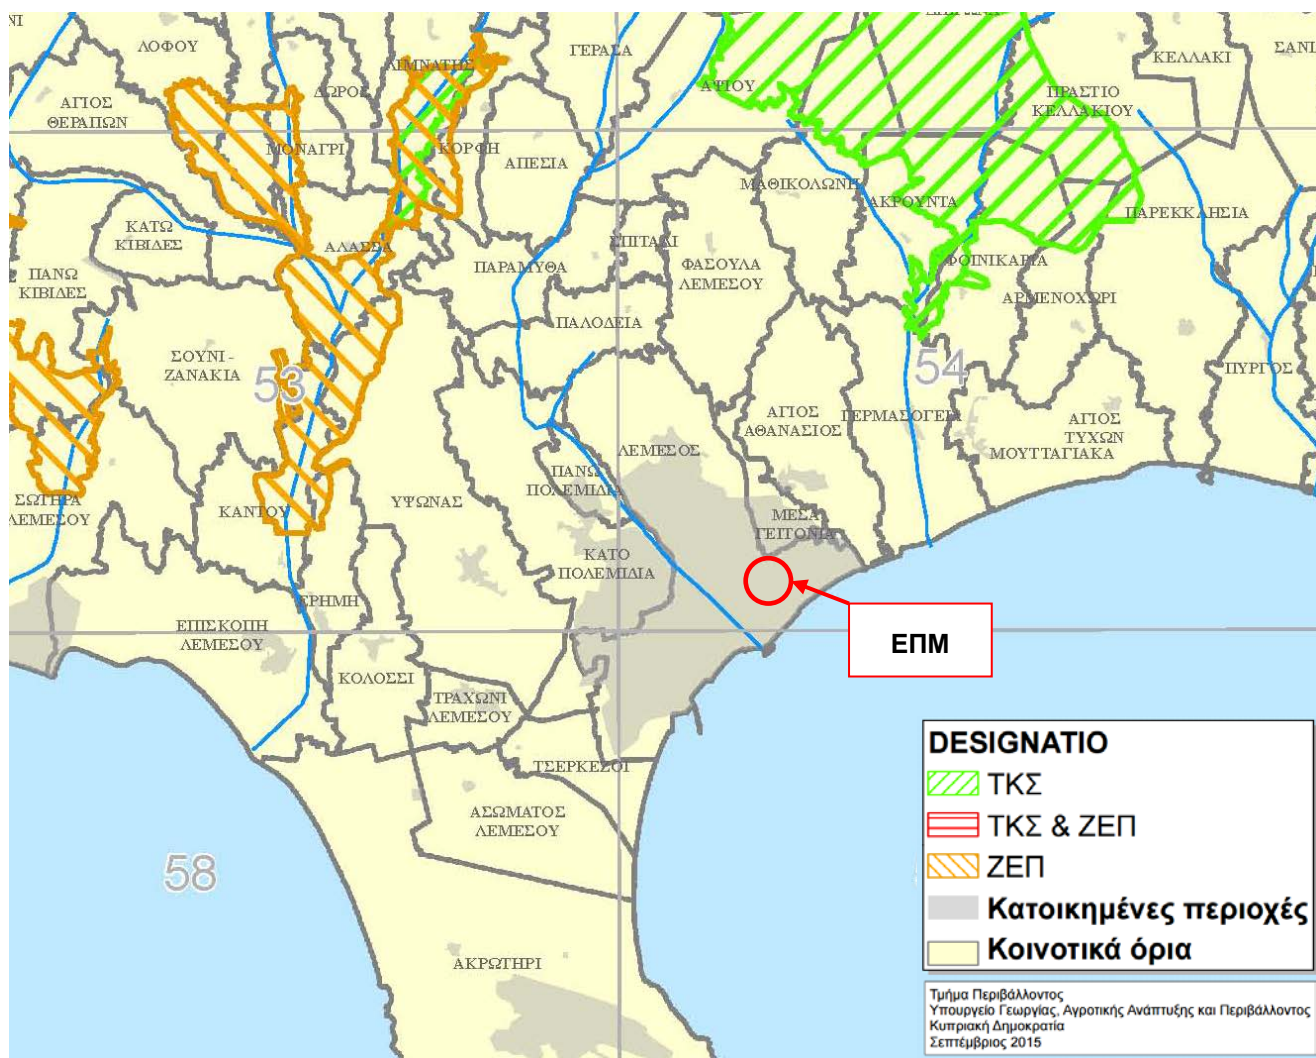 ΝΙ
ΛΟΦΟΥ
ΛΙΜΝΑΤΗΣ
ΓΕΡΑΣΑ
ΚΕΛΛΑΚΙ
ΣΑΝΙ
ΑΨΙΟΥ
ΑΓΙΟΣ
ΘΕΡΑΠΩΝ
ΔΩΡΟΣ
ΠΡΑΣΤΙΟ
ΚΕΛΛΑΚΙΟΥ
ΜΟΝΑΓΡΙ
ΚΟΡΦΗ
ΑΠΕΣΙΑ
ΜΑΘΙΚΟΛΩΝΗ
ΑΚΡΟΥΝΤΑ
ΠΑΡΕΚΚΛΗΣΙΑ
ΚΑΤΩ
ΚΙΒΙΔΕΣ
ΑΛΑΣΣΑ
ΣΠΙΤΑΛΙ
ΠΑΝΩ
ΚΙΒΙΔΕΣ
ΠΑΡΑΜΥΘΑ
ΦΑΣΟΥΛΑ
ΛΕΜΕΣΟΥ
ΦΟΙΝΙΚΑΡΙΑ
ΑΡΜΕΝΟΧΩΡΙ
ΠΑΛΟΔΕΙΑ
ΣΟΥΝΙ -
ΖΑΝΑΚΙΑ
53
54
ΠΥΡΓΟΣ
ΑΓΙΟΣ
ΑΘΑΝΑΣΙΟΣ
ΓΕΡΜΑΣΟΓΕΙΑ
ΑΓΙΟΣ
ΤΥΧΩΝ
ΜΟΥΤΤΑΓΙΑΚΑ
ΛΕΜΕΣΟΣ
ΠΑΝΩ
ΠΟΛΕΜΙΔΙΑ
ΣΩΤΗΡΑ
ΛΕΜΕΣΟΥ
ΚΑΝΤΟΥ
ΥΨΩΝΑΣ
ΜΕΣΑ
ΓΕΙΤΟΝΙΑ
ΚΑΤΟ
ΠΟΛΕΜΙΔΙΑ
ΕΡΗΜΗ
ΕΠΙΣΚΟΠΗ
ΛΕΜΕΣΟΥ
ΕΠΜ
ΚΟΛΟΣΣΙ
ΤΡΑΧΩΝΙ
ΛΕΜΕΣΟΥ
ΤΣΕΡΚΕΖΟΙ
ΑΣΩΜΑΤΟΣ
ΛΕΜΕΣΟΥ
58
ΑΚΡΩΤΗΡΙ
DESIGNATIO
ΤΚΣ
ΤΚΣ & ΖΕΠ
ΖΕΠ
Κατοικημένες περιοχές
Κοινοτικά όρια
Τμήμα Περιβάλλοντος
Υπουργείο Γεωργίας, Αγροτικής Ανάπτυξης και Περιβάλλοντος
Κυπριακή Δημοκρατία
Σεπτέμβριος 2015